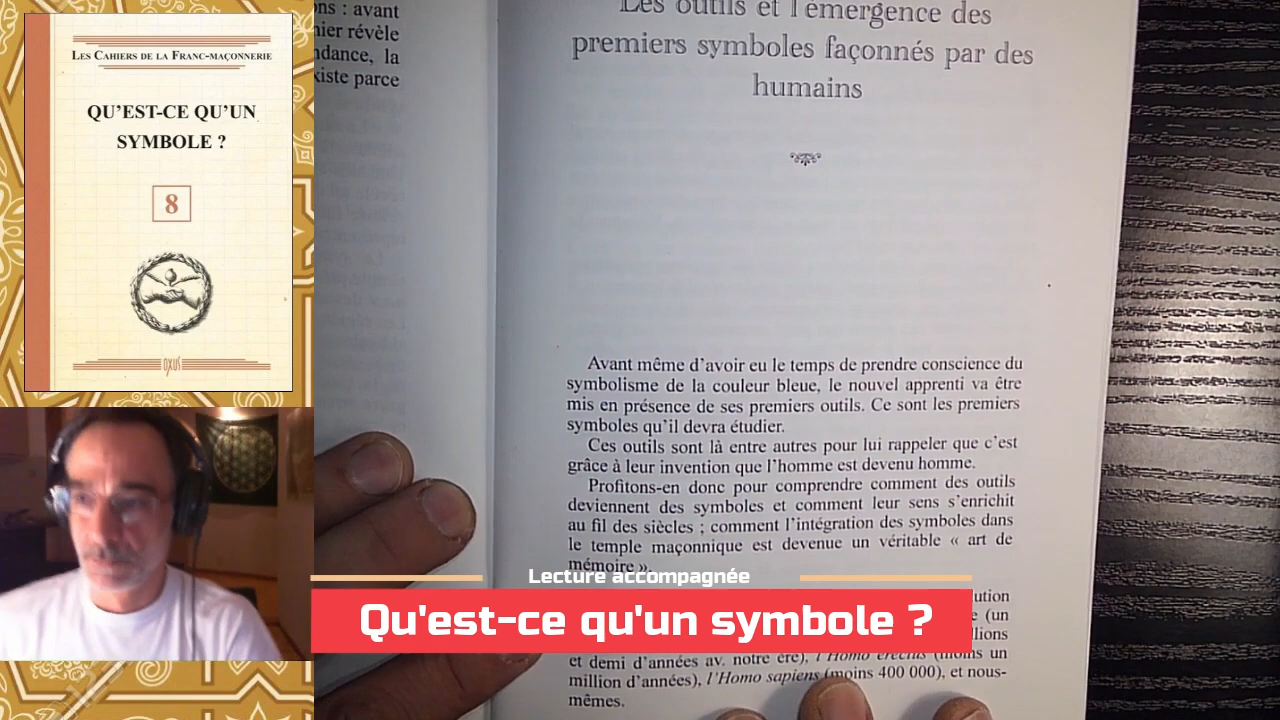 LES CAHIERS DE LA FRANC-MAÇONNERIE
QU'EST-CE QU'UN
SYMBOLE ?
8
OXUS
ons : avant
nier révèle
ndance, la
xiste parce
Les outils et l'émergence des
premiers symboles façonnés par des
humains
Avant même d'avoir eu le temps de prendre conscience du
symbolisme de la couleur bleue, le nouvel apprenti va être
mis en présence de ses premiers outils. Ce sont les premiers
symboles qu'il devra étudier.
Ces outils sont là entre autres pour lui rappeler que c'est
grâce à leur invention que l'homme est devenu homme.
Profitons-en donc pour comprendre comment des outils
deviennent des symboles et comment leur sens s'enrichit
au fil des siècles ; comment l'intégration des symboles dans
le temple maçonnique est devenue un véritable « art de
mémoire ».
Lecture accompagnée
Qu'est-ce qu'un symbole ?
lution
e (un
llions
et demi d'années av. notre ère), l'Homo erectus (moins un
million d'années), l'Homo sapiens (moins 400 000), et nous-
mêmes.